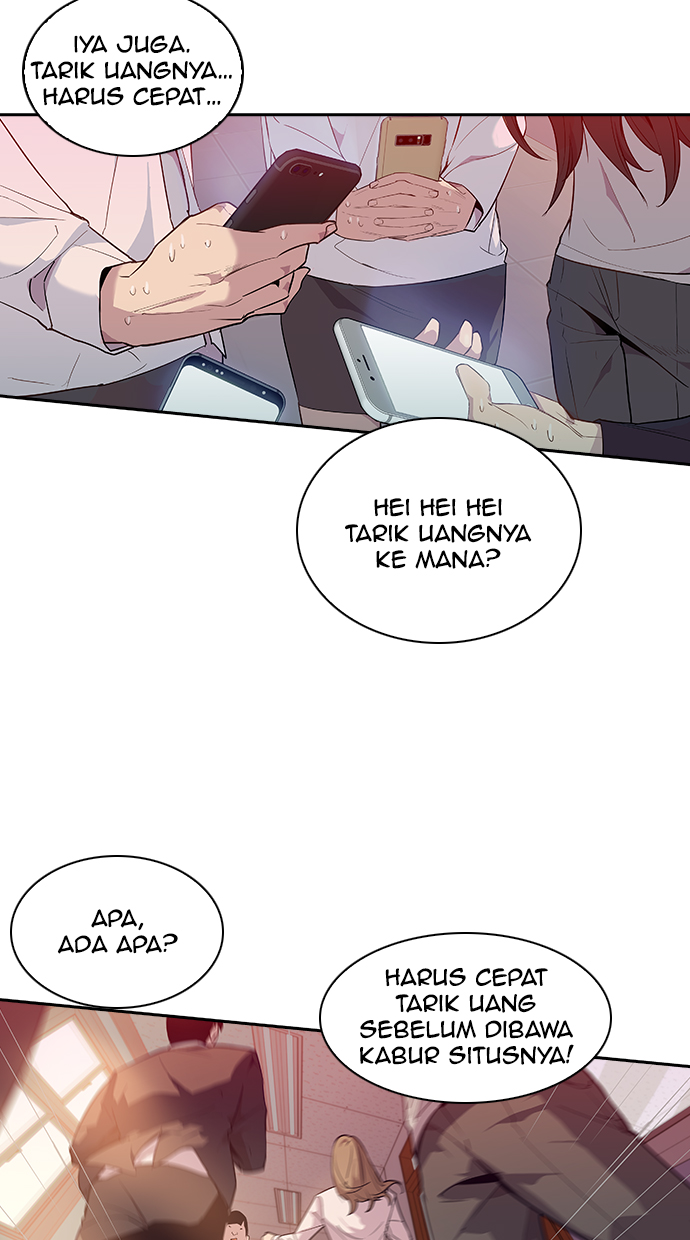 IYA JUGA.
TARIK UANGNYA...
HARUS CEPAT...
HEI HEI HEI
TARIK UANGNYA
KE MANA?
APA,
ADA APA?
HARUS CEPAT
TARIK UANG
SEBELUM DIBAWA
KABUR SITUSNYA!